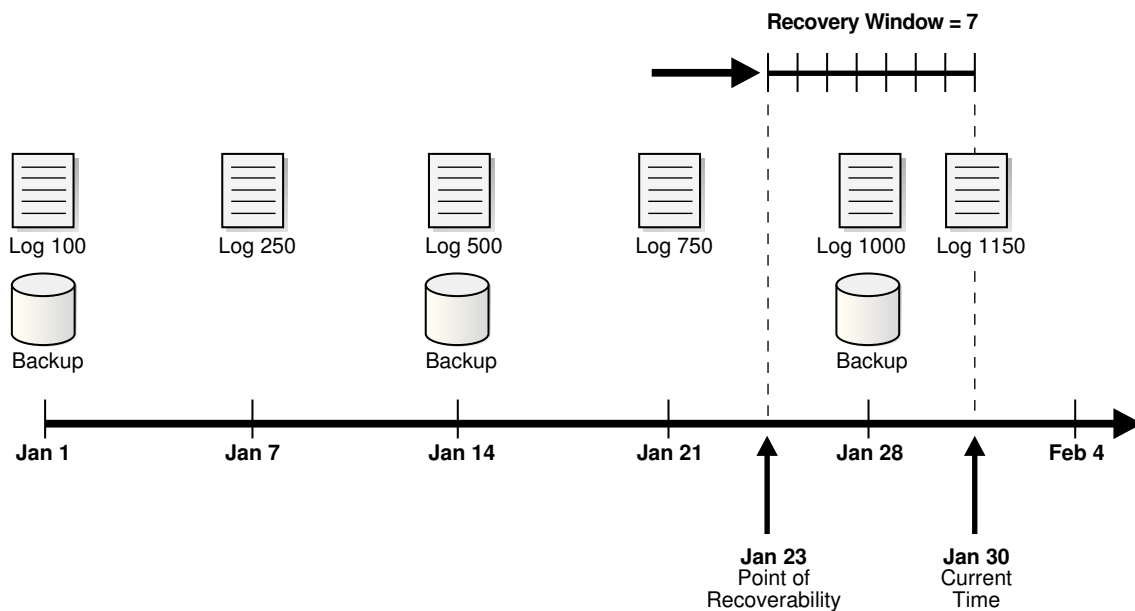 Recovery Window = 7
Log 100
Log 250
Log 500
Log 750
Log 1000
Log 1150
Backup
Backup
Backup
Jan 1
Jan 7
Jan 14
Jan 21
Jan 28
Feb 4
Jan 23
Point of
Recoverability
Jan 30
Current
Time